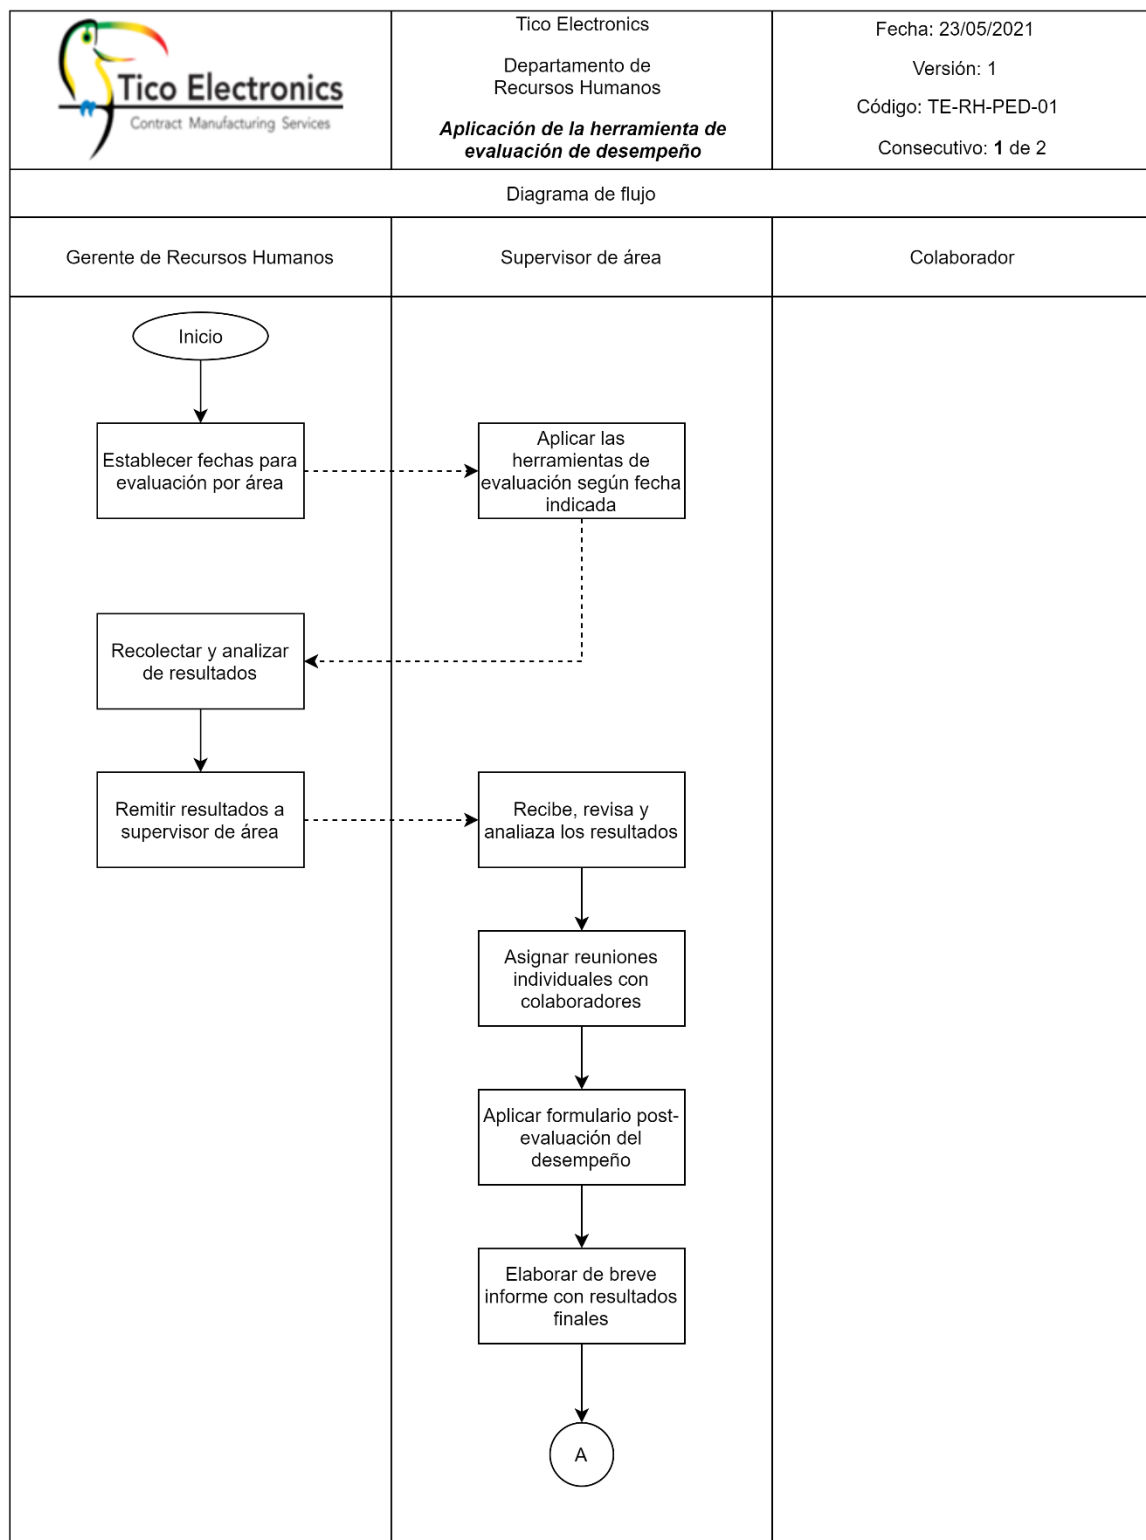 Tico Electronics
Contract Manufacturing Services
Tico Electronics
Departamento de
Recursos Humanos
Aplicación de la herramienta de
evaluación de desempeño
Fecha: 23/05/2021
Versión: 1
Código: TE-RH-PED-01
Consecutivo: 1 de 2
Diagrama de flujo
Gerente de Recursos Humanos
Supervisor de área
Colaborador
Inicio
Establecer fechas para
evaluación por área
Aplicar las
herramientas de
evaluación según fecha
indicada
Recolectar y analizar
de resultados
Remitir resultados a
supervisor de área
Recibe, revisa y
analiaza los resultados
Asignar reuniones
individuales con
colaboradores
Aplicar formulario post-
evaluación del
desempeño
Elaborar de breve
informe con resultados
finales
A